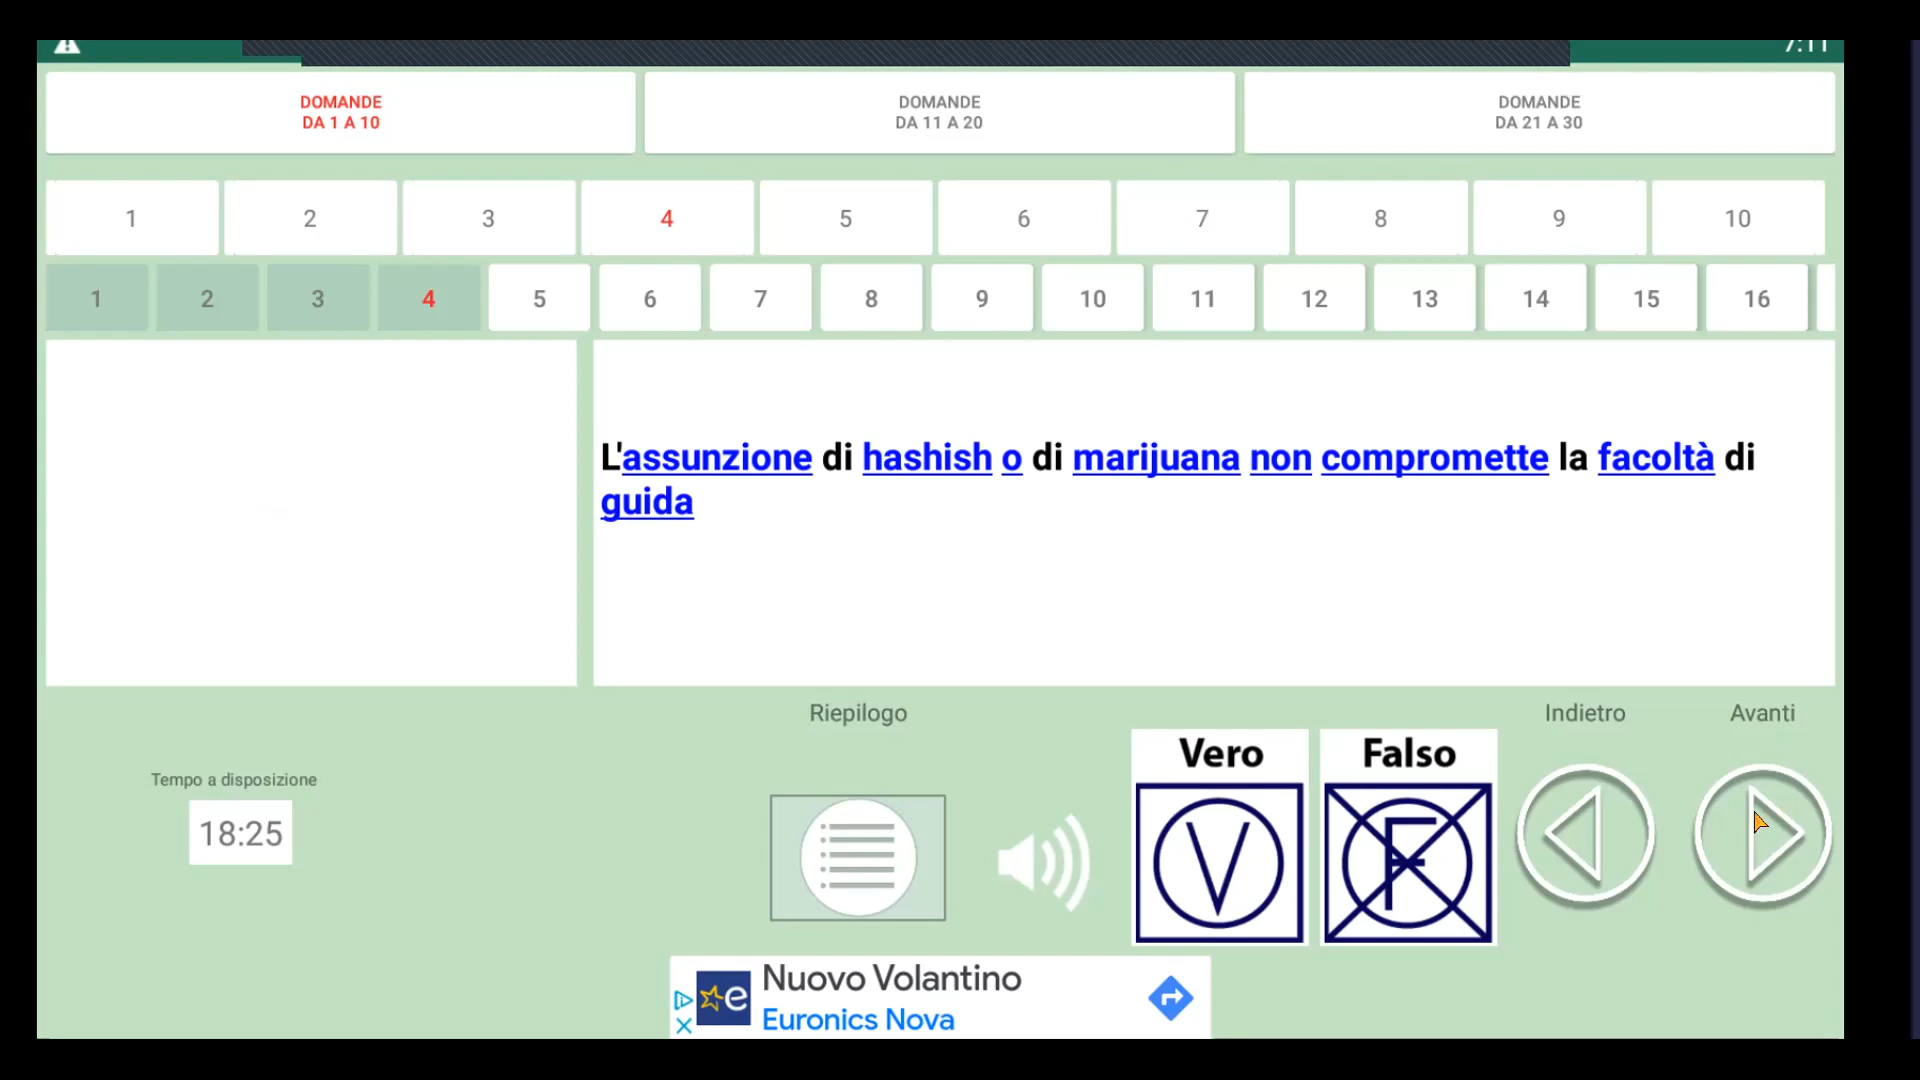 7:11
DOMANDE
DA 1 A 10
DOMANDE
DA 11 A 20
DOMANDE
DA 21 A 30
1 2 3 4 5 6 7 8 9 10
1 2 3 4 5 6 7 8 9 10 11 12 13 14 15 16
L'assunzione di hashish o di marijuana non compromette la facoltà di
guida
Riepilogo
Indietro
Avanti
Tempo a disposizione
18:25
Vero
Falso
V
F
Nuovo Volantino
Euronics Nova
e